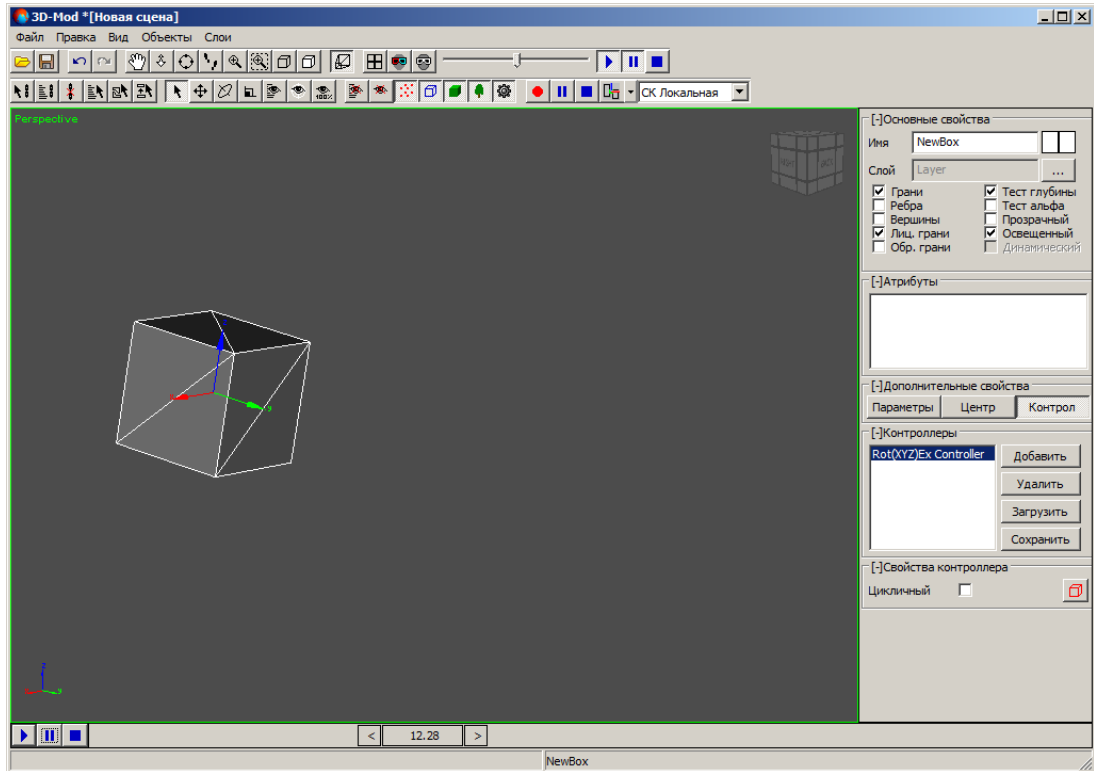 3D-Mod *[Новая сцена]
Файл Правка Вид Объекты Слои
100%
СК Локальная
Perspective
[-]Основные свойства
Имя NewBox
Слой Layer ...
Грани Тест глубины
Ребра Тест альфа
Вершины Прозрачный
Лиц. грани Освещенный
Обр. грани Динамический
[-]Атрибуты
[-]Дополнительные свойства
Параметры Центр Контрол
[-]Контроллеры
Rot(XYZ)Ex Controller Добавить
Удалить
Загрузить
Сохранить
[-]Свойства контроллера
Цикличный
z
x
y
z
y
< 12.28 >
NewBox